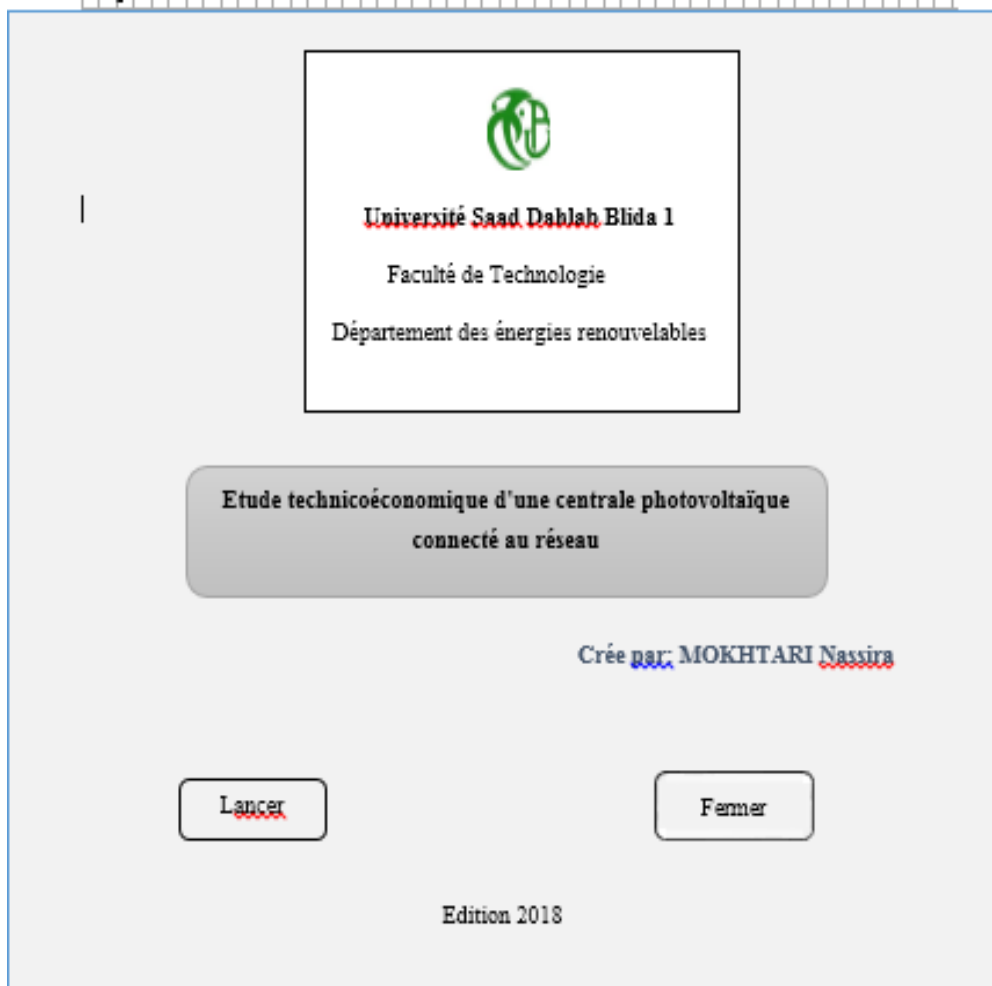 Université Saad Dahlah Blida 1
Faculté de Technologie
Département des énergies renouvelables
Etude technicoéconomique d'une centrale photovoltaïque
connecté au réseau
Crée par: MOKHTARI Nassira
Lancer
Fermer
Edition 2018